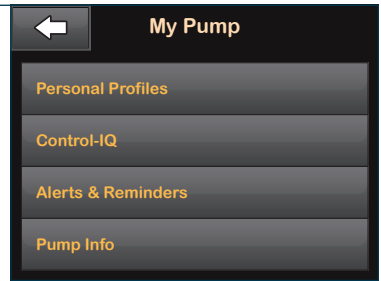 My Pump
Personal Profiles
Control-IQ
Alerts & Reminders
Pump Info